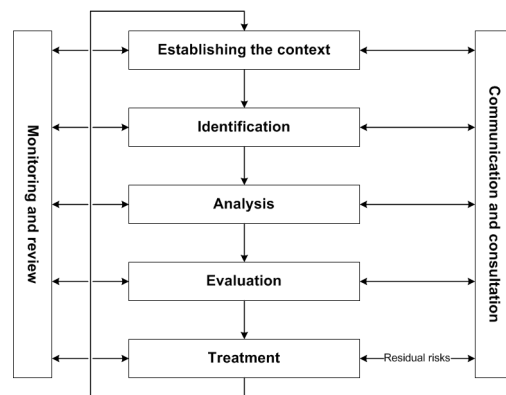 Establishing the context
Identification
Analysis
Evaluation
Treatment
Residual risks
Monitoring and review
Communication and consultation